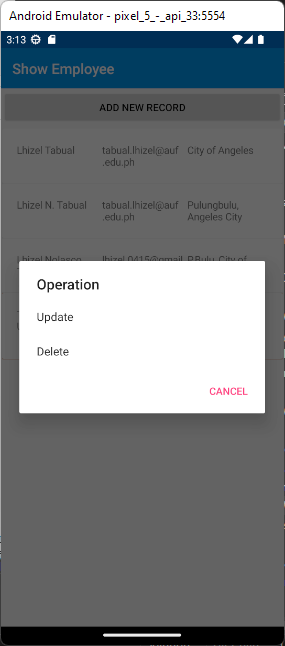 Android Emulator - pixel_5_-_api_33:5554
3:13
Show Employee
ADD NEW RECORD
Lhizel Tabual tabual.lhizel@auf City of Angeles
.edu.ph
Lhizel N. Tabual tabual.lhizel@auf Pulungbulu,
.edu.ph Angeles City
Lhizel Nolasco lhizel.0415@gmail P.Bulu, City of
Operation
Update
Delete
CANCEL